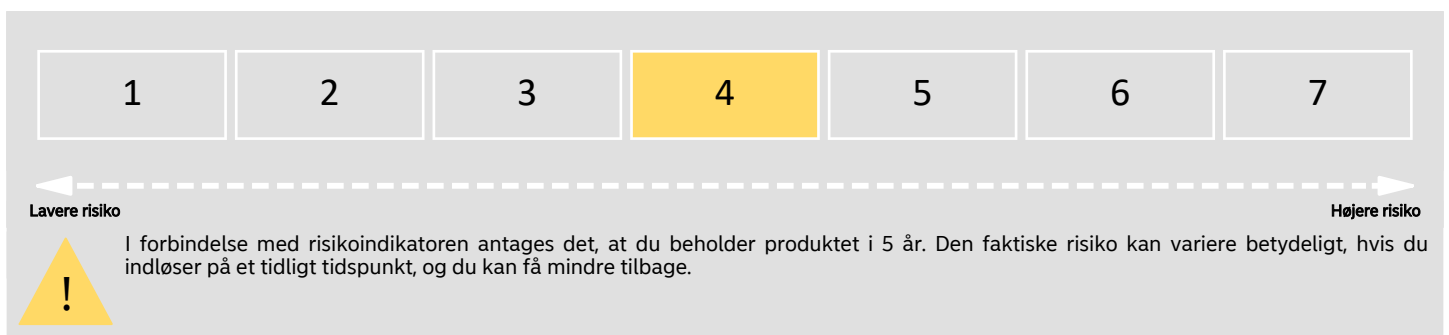 1 2 3 4 5 6 7
Lavere risiko Højere risiko
I forbindelse med risikoindikatoren antages det, at du beholder produktet i 5 år. Den faktiske risiko kan variere betydeligt, hvis du
indløser på et tidligt tidspunkt, og du kan få mindre tilbage.
!